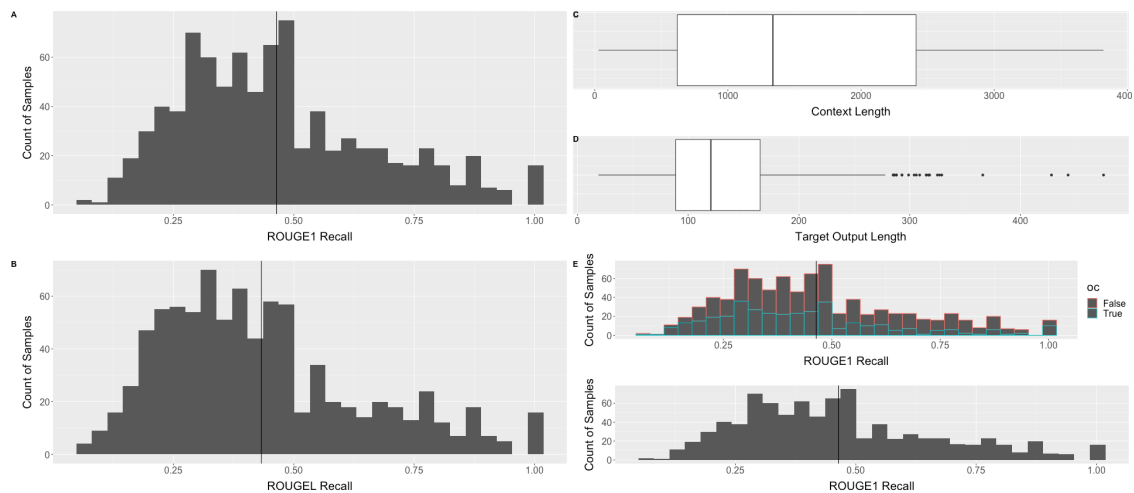 A
Count of Samples
60
40
20
0
0.25
0.50
0.75
1.00
ROUGE1 Recall
B
Count of Samples
60
40
20
0
0.25
0.50
0.75
1.00
ROUGEL Recall
C
0
1000
2000
3000
400
Context Length
D
0
100
200
300
400
Target Output Length
E
Count of Samples
60
40
20
0
0.25
0.50
0.75
1.00
ROUGE1 Recall
oc
False
True
Count of Samples
60
40
20
0
0.25
0.50
0.75
1.00
ROUGE1 Recall